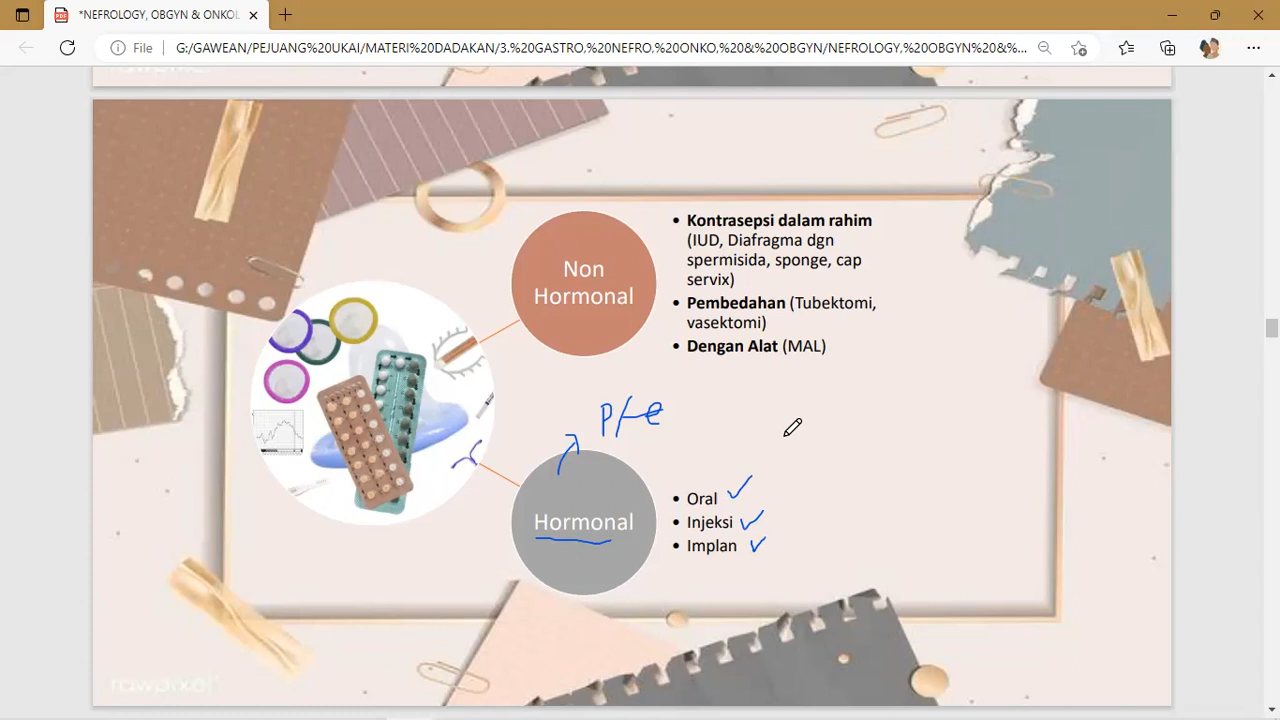 *NEFROLOGY, OBGYN & ONKOL
File
G:/GAWEAN/PEJUANG%20UKAI/MATERI%20DADAKAN/3.%20GASTRO,%20NEFRO,%20ONKO,%20&%20OBGYN/NEFROLOGY,%20OBGYN%20&%...
Non
Hormonal
• Kontrasepsi dalam rahim
(IUD, Diafragma dgn
spermisida, sponge, cap
servix)
• Pembedahan (Tubektomi,
vasektomi)
• Dengan Alat (MAL)
Hormonal
• Oral
• Injeksi
• Implan
rawpixel